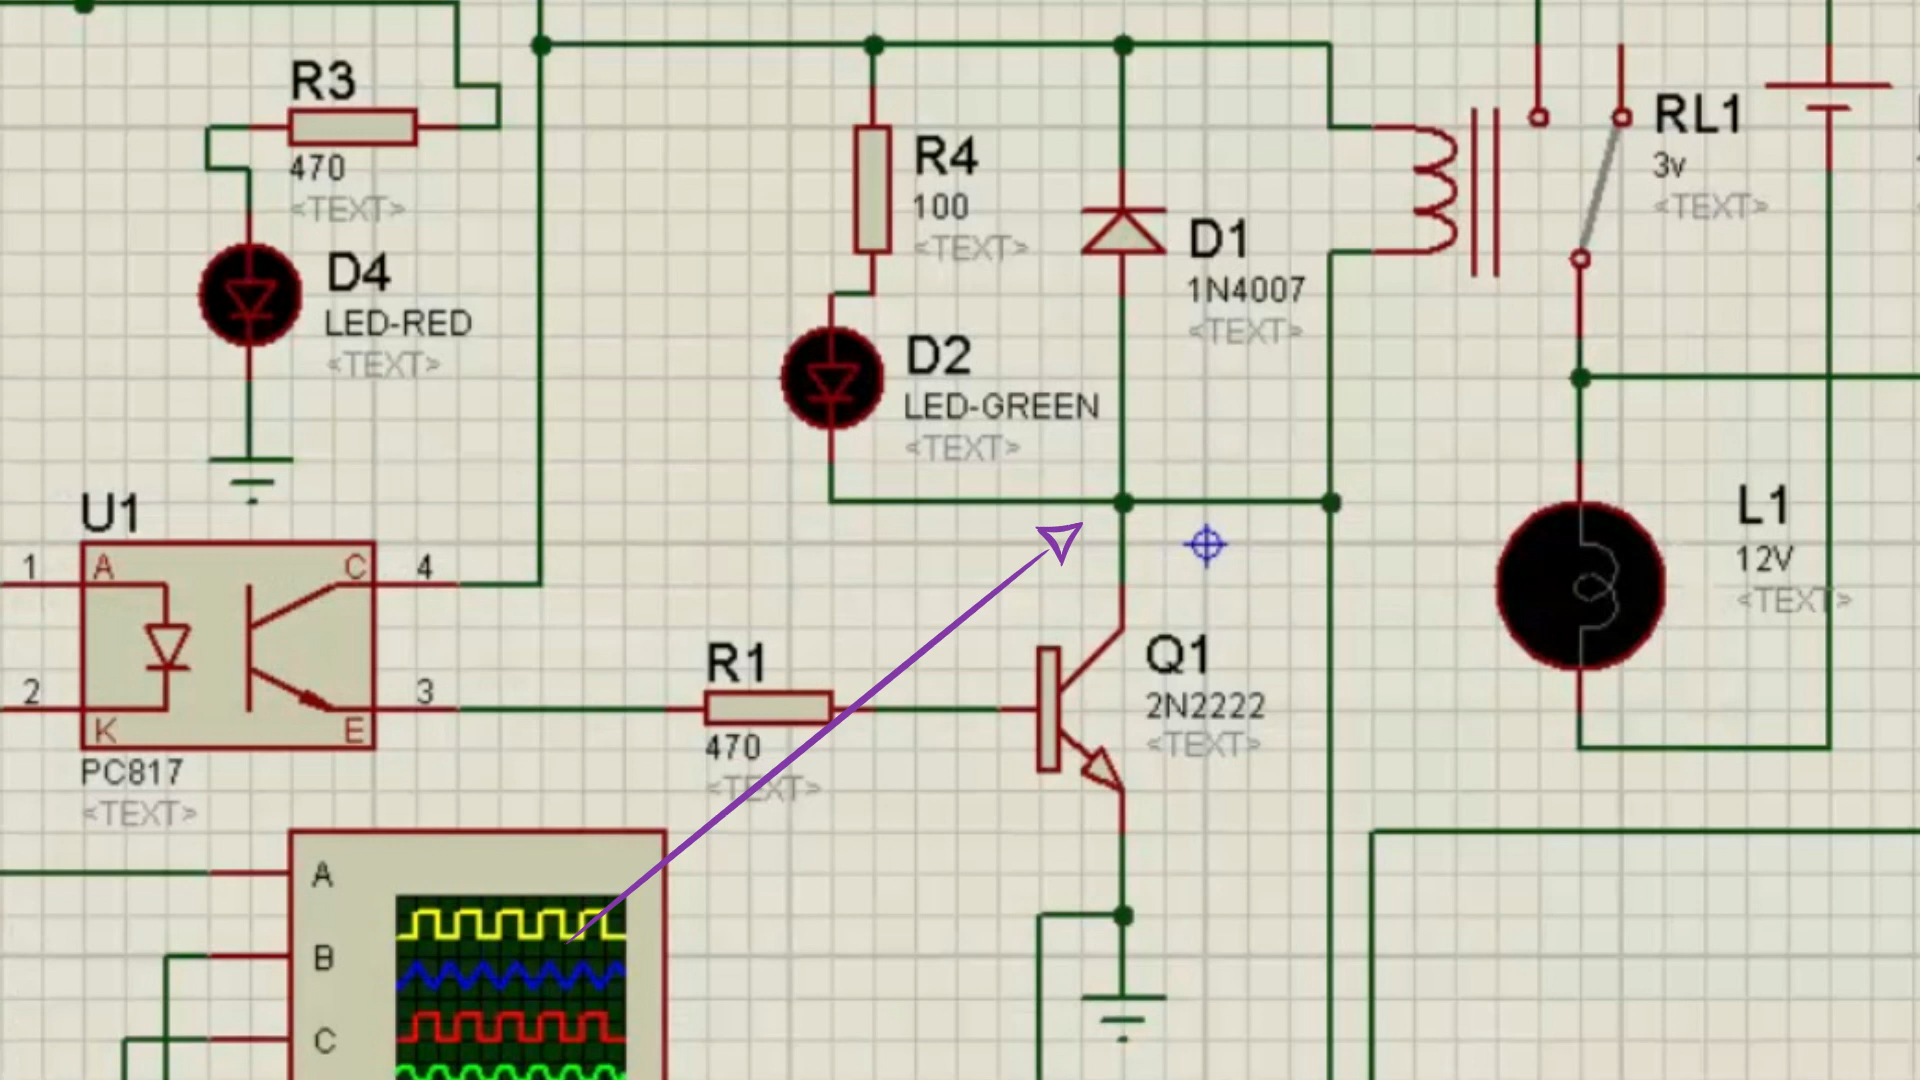 R3
470
<TEXT>
D4
LED-RED
<TEXT>
R4
100
<TEXT>
D2
LED-GREEN
<TEXT>
D1
1N4007
<TEXT>
RL1
3v
<TEXT>
L1
12V
<TEXT>
U1
1
A
C
4
2
K
E
3
PC817
<TEXT>
R1
470
<TEXT>
Q1
2N2222
<TEXT>
A
B
C